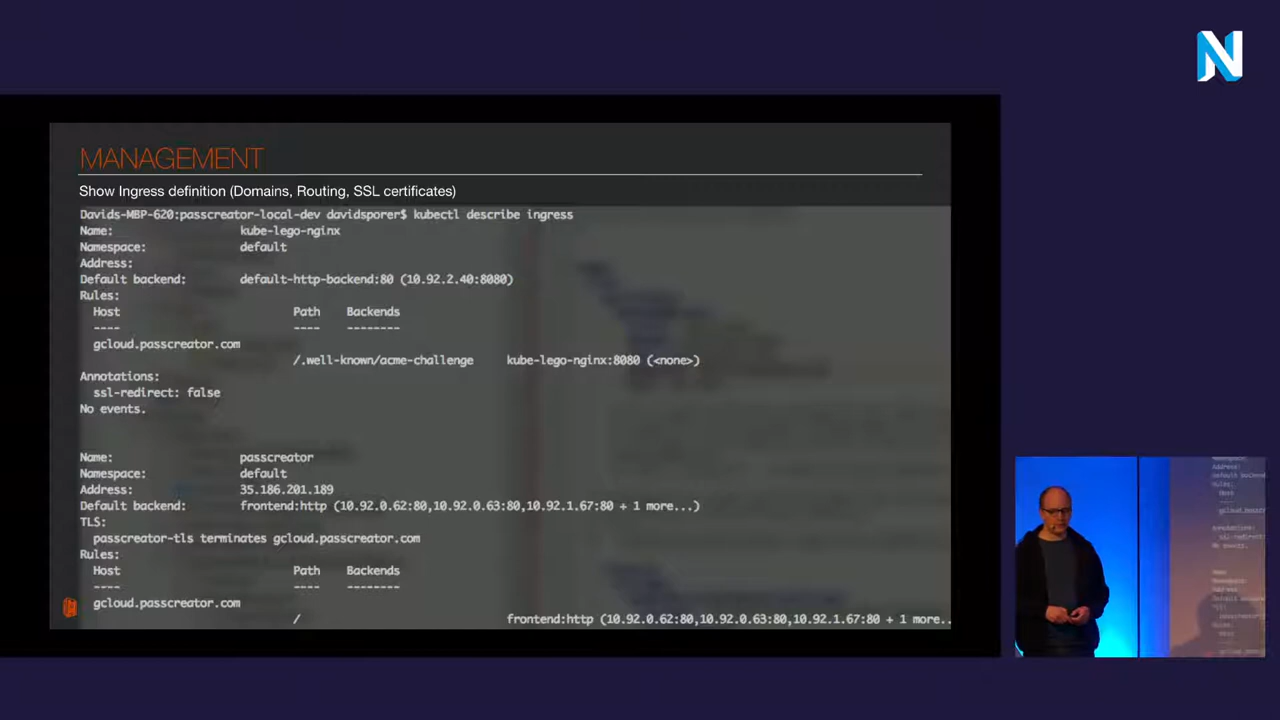 MANAGEMENT
Show Ingress definition (Domains, Routing, SSL certificates)
Davids-MBP-620:passcreator-local-dev davidsporer$ kubectl describe ingress
Name: kube-lego-nginx
Namespace: default
Address:
Default backend: default-http-backend:80 (10.92.2.40:8080)
Rules:
Host Path Backends
---- ---- --------
gcloud.passcreator.com
/.well-known/acme-challenge kube-lego-nginx:8080 (<none>)
Annotations:
ssl-redirect: false
No events.
Name: passcreator
Namespace: default
Address: 35.186.201.189
Default backend: frontend:http (10.92.0.62:80,10.92.0.63:80,10.92.1.67:80 + 1 more...)
TLS:
passcreator-tls terminates gcloud.passcreator.com
Rules:
Host Path Backends
---- ---- --------
gcloud.passcreator.com
/ frontend:http (10.92.0.62:80,10.92.0.63:80,10.92.1.67:80 + 1 more..
N